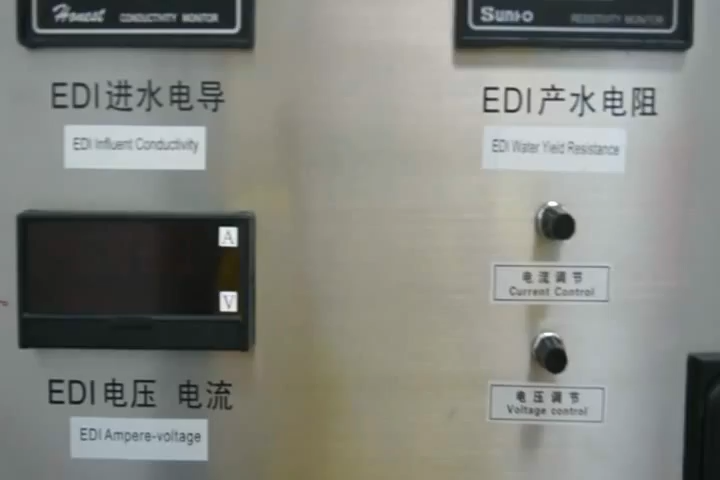 Honest CONDUCTIVITY MONITOR
Suno RESISTIVITY MONITOR
EDI进水电导
EDI Influent Conductivity
EDI产水电阻
EDI Water Yield Resistance
A
V
电流调节
Current Control
电压调节
Voltage control
EDI电压 电流
EDI Ampere-voltage